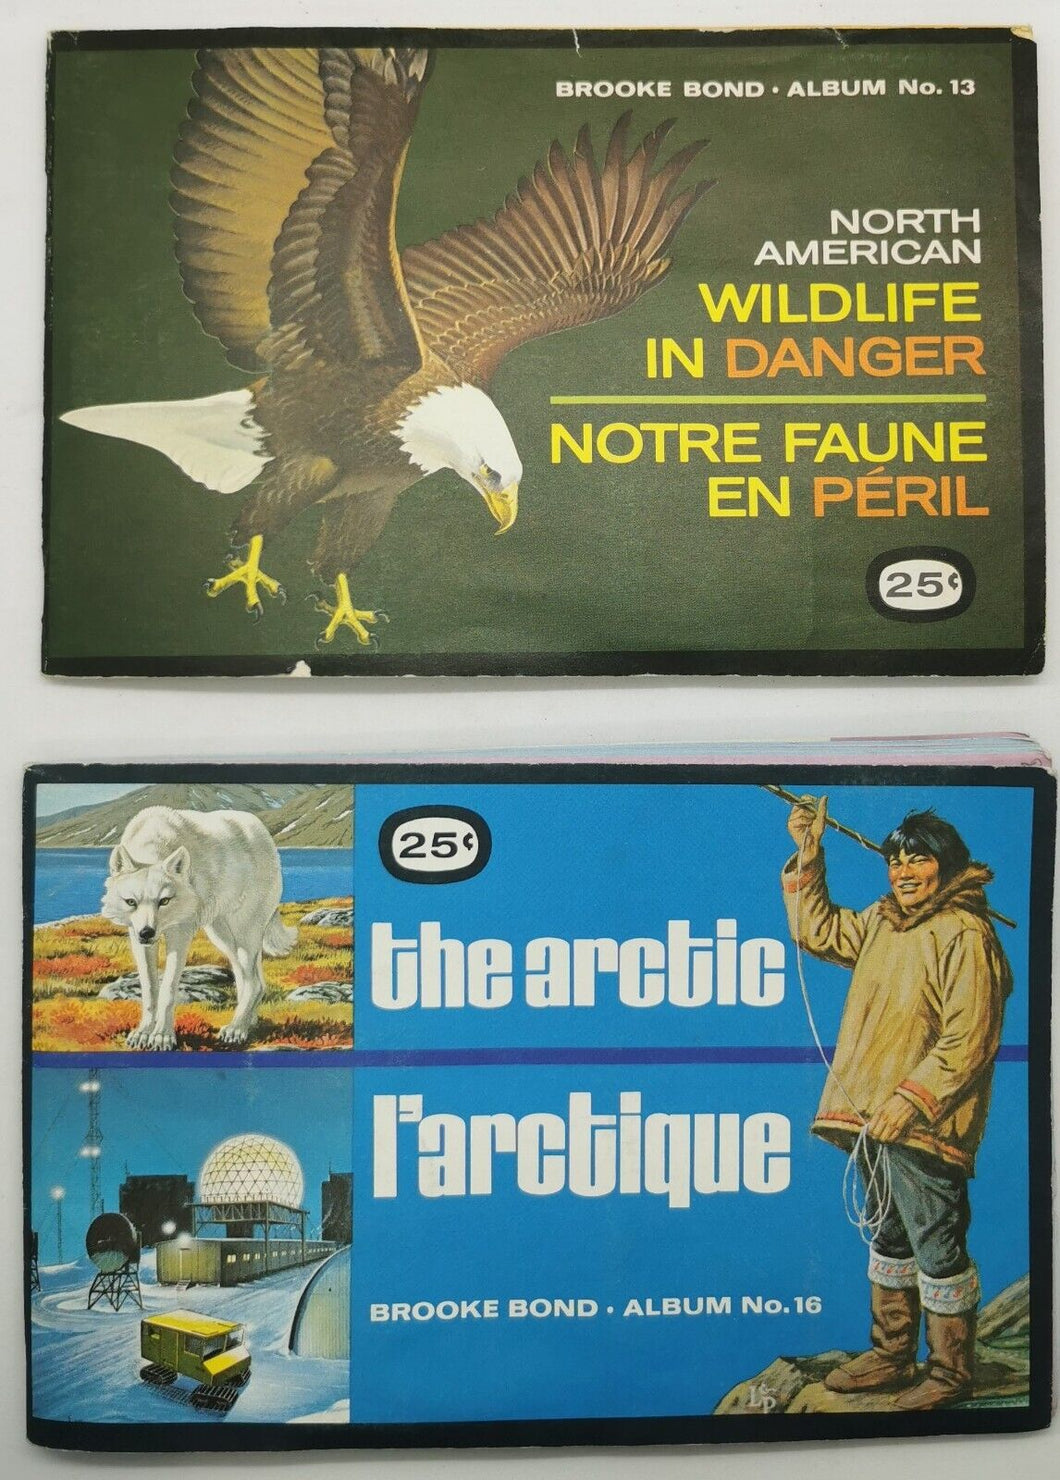 BROOKE BOND • ALBUM No. 13
NORTH
AMERICAN
WILDLIFE
IN DANGER
NOTRE FAUNE
EN PÉRIL
25¢
25¢
the arctic
l'arctique
BROOKE BOND • ALBUM No. 16